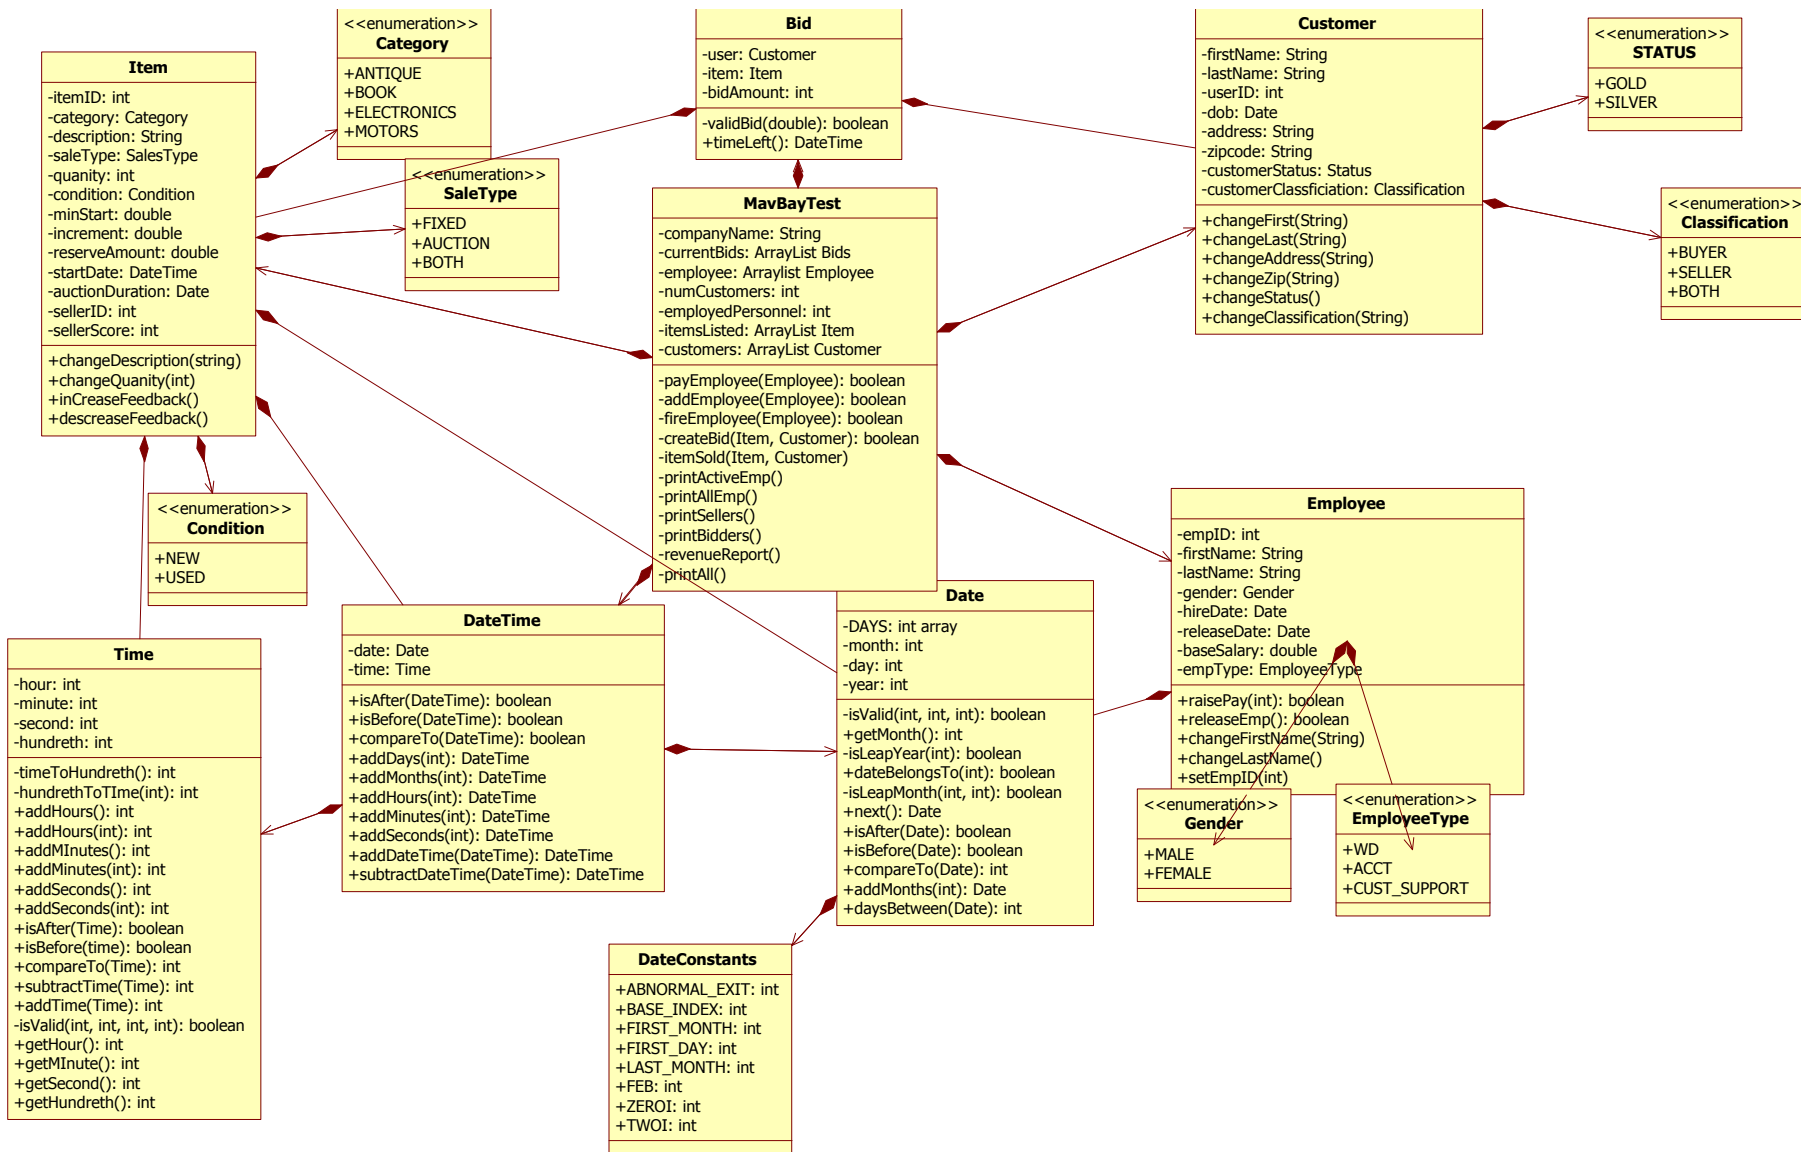 <<enumeration>>
Category
+ANTIQUE
+BOOK
+ELECTRONICS
+MOTORS
Bid
-user: Customer
-item: Item
-bidAmount: int
-validBid(double): boolean
+timeLeft(): DateTime
Customer
-firstName: String
-lastName: String
-userID: int
-dob: Date
-address: String
-zipcode: String
-customerStatus: Status
-customerClassficiation: Classification
+changeFirst(String)
+changeLast(String)
+changeAddress(String)
+changeZip(String)
+changeStatus()
+changeClassification(String)
<<enumeration>>
STATUS
+GOLD
+SILVER
Item
-itemID: int
-category: Category
-description: String
-saleType: SalesType
-quanity: int
-condition: Condition
-minStart: double
-increment: double
-reserveAmount: double
-startDate: DateTime
-auctionDuration: Date
-sellerID: int
-sellerScore: int
+changeDescription(string)
+changeQuanity(int)
+inCreaseFeedback()
+descreaseFeedback()
<<enumeration>>
SaleType
+FIXED
+AUCTION
+BOTH
MavBayTest
-companyName: String
-currentBids: ArrayList Bids
-employee: Arraylist Employee
-numCustomers: int
-employedPersonnel: int
-itemsListed: ArrayList Item
-customers: ArrayList Customer
-payEmployee(Employee): boolean
-addEmployee(Employee): boolean
-fireEmployee(Employee): boolean
-createBid(Item, Customer): boolean
-itemSold(Item, Customer)
-printActiveEmp()
-printAllEmp()
-printSellers()
-printBidders()
-revenueReport()
-printAll()
<<enumeration>>
Classification
+BUYER
+SELLER
+BOTH
<<enumeration>>
Condition
+NEW
+USED
Employee
-empID: int
-firstName: String
-lastName: String
-gender: Gender
-hireDate: Date
-releaseDate: Date
-baseSalary: double
-empType: EmployeeType
+raisePay(int): boolean
+releaseEmp(): boolean
+changeFirstName(String)
+changeLastName()
+setEmpID(int)
Time
-hour: int
-minute: int
-second: int
-hundreth: int
-timeToHundreth(): int
-hundrethToTIme(int): int
+addHours(): int
+addHours(int): int
+addMInutes(): int
+addMinutes(int): int
+addSeconds(): int
+addSeconds(int): int
+isAfter(Time): boolean
+isBefore(time): boolean
+compareTo(Time): int
+subtractTime(Time): int
+addTime(Time): int
-isValid(int, int, int, int): boolean
+getHour(): int
+getMInute(): int
+getSecond(): int
+getHundreth(): int
DateTime
-date: Date
-time: Time
+isAfter(DateTime): boolean
+isBefore(DateTime): boolean
+compareTo(DateTime): boolean
+addDays(int): DateTime
+addMonths(int): DateTime
+addHours(int): DateTime
+addMinutes(int): DateTime
+addSeconds(int): DateTime
+addDateTime(DateTime): DateTime
+subtractDateTime(DateTime): DateTime
Date
-DAYS: int array
-month: int
-day: int
-year: int
-isValid(int, int, int): boolean
+getMonth(): int
-isLeapYear(int): boolean
+dateBelongsTo(int): boolean
-isLeapMonth(int, int): boolean
+next(): Date
+isAfter(Date): boolean
+isBefore(Date): boolean
+compareTo(Date): int
+addMonths(int): Date
+daysBetween(Date): int
<<enumeration>>
Gender
+MALE
+FEMALE
<<enumeration>>
EmployeeType
+WD
+ACCT
+CUST_SUPPORT
DateConstants
+ABNORMAL_EXIT: int
+BASE_INDEX: int
+FIRST_MONTH: int
+FIRST_DAY: int
+LAST_MONTH: int
+FEB: int
+ZEROI: int
+TWOI: int